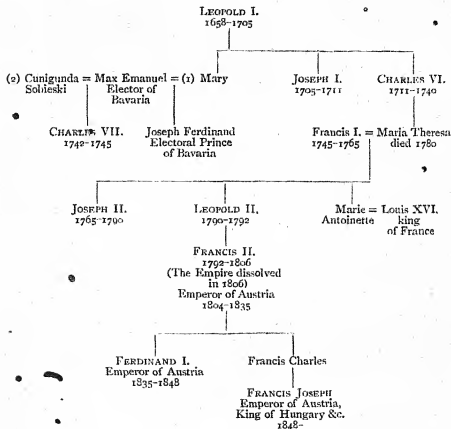 LEOPOLD I.
1658-1705
(2) Cunigunda = Max Emanuel = (1) Mary
Sobieski
Elector of
Bavaria
JOSEPH I.
1705-1711
CHARLES VI.
1711-1740
CHARLES VII.
1742-1745
Joseph Ferdinand
Electoral Prince
of Bavaria
Francis I. = Maria Theresa
1745-1765
died 1780
JOSEPH II.
1765-1790
LEOPOLD II.
1790-1792
Marie = Louis XVI.
Antoinette
king
of France
FRANCIS II.
1792-1806
(The Empire dissolved
in 1806)
Emperor of Austria
1804-1835
FERDINAND I.
Emperor of Austria
1835-1848
Francis Charles
FRANCIS JOSEPH
Emperor of Austria,
King of Hungary &c.
1848-